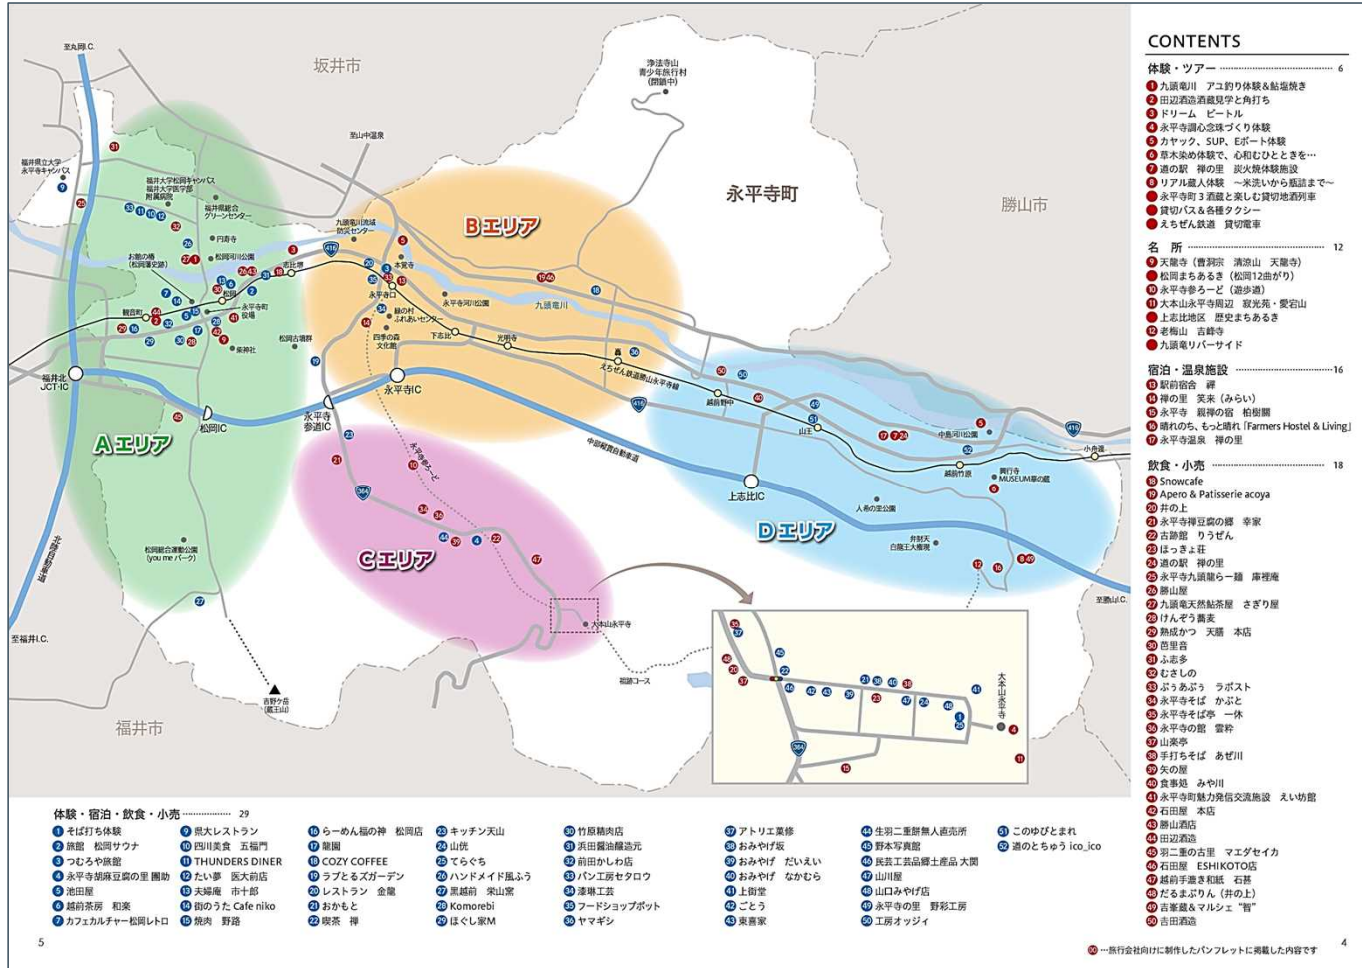 至丸岡I.C.
坂井市
浄法寺山
青少年旅行村
(閉鎖中)
至山中温泉
福井県立大学
永平寺キャンパス
福井大学松岡キャンパス
福井大学医学部
附属病院
福井県総合
グリーンセンター
円寿寺
お館の椿
(松岡藩史跡)
松岡河川公園
志比堺
松岡
観音町
永平寺町
役場
柴神社
松岡古墳群
九頭竜川流域
防災センター
Bエリア
416
本覚寺
永平寺口
永平寺河川公園
緑の村
ふれあいセンター
四季の森
文化館
下志比
光明寺
九頭竜川
轟
えちぜん鉄道勝山永平寺線
永平寺町
勝山市
福井北
JCT・IC
Aエリア
松岡IC
永平寺
参道IC
永平寺IC
416
越前野中
山王
中島河川公園
416
小舟渡
越前竹原
興行寺
MUSEUM華の蔵
中部縦貫自動車道
上志比IC
人希の里公園
Dエリア
弁財天
白龍王大権現
永平寺参ろーど
364
Cエリア
松岡総合運動公園
(you me パーク)
北陸自動車道
至福井I.C.
大本山永平寺
祖跡コース
至勝山I.C.
吉野ケ岳
(蔵王山)
福井市
大本山永平寺
364
CONTENTS
体験・ツアー 6
1 九頭竜川 アユ釣り体験&鮎塩焼き
2 田辺酒造酒蔵見学と角打ち
3 ドリーム ビートル
4 永平寺調心念珠づくり体験
5 カヤック、SUP、Eボート体験
6 草木染め体験で、心和むひとときを…
7 道の駅 禅の里 炭火焼体験施設
8 リアル蔵人体験 〜米洗いから瓶詰まで〜
永平寺町3酒蔵と楽しむ貸切地酒列車
貸切バス&各種タクシー
えちぜん鉄道 貸切電車
名 所 12
9 天龍寺(曹洞宗 清涼山 天龍寺)
松岡まちあるき(松岡12曲がり)
10 永平寺参ろーど(遊歩道)
11 大本山永平寺周辺 寂光苑・愛宕山
上志比地区 歴史まちあるき
12 老梅山 吉峰寺
九頭竜リバーサイド
宿泊・温泉施設 16
13 駅前宿舎 禪
14 禅の里 笑来(みらい)
15 永平寺 親禅の宿 柏樹關
16 晴れのち、もっと晴れ「Farmers Hostel & Living」
17 永平寺温泉 禅の里
飲食・小売 18
18 Snowcafe
19 Apero & Patisserie acoya
20 井の上
21 永平寺禅豆腐の郷 幸家
22 古跡館 りうぜん
23 ほっきょ荘
24 道の駅 禅の里
25 永平寺九頭龍らー麺 庫裡庵
26 勝山屋
27 九頭竜天然鮎茶屋 さぎり屋
28 けんぞう蕎麦
29 熟成かつ 天膳 本店
30 芭里音
31 ふ志多
32 むさしの
33 ぷぅあぷぅ ラポスト
34 永平寺そば かぶと
35 永平寺そば亭 一休
36 永平寺の館 雲粋
37 山楽亭
38 手打ちそば あぜ川
39 矢の屋
40 食事処 みや川
41 永平寺町魅力発信交流施設 えい坊館
42 石田屋 本店
43 勝山酒店
44 田辺酒造
45 羽二重の古里 マエダセイカ
46 石田屋 ESHIKOTO店
47 越前手漉き和紙 石甚
48 だるまぷりん(井の上)
49 吉峯蔵&マルシェ “智”
50 吉田酒造
体験・宿泊・飲食・小売 29
1 そば打ち体験
2 旅館 松岡サウナ
3 つむろや旅館
4 永平寺胡麻豆腐の里 團助
5 池田屋
6 越前茶房 和楽
7 カフェカルチャー松岡レトロ
9 県大レストラン
10 四川美食 五福門
11 THUNDERS DINER
12 たい夢 医大前店
13 夫婦庵 市十郎
14 街のうた Cafe niko
15 焼肉 野路
16 らーめん福の神 松岡店
17 龍園
18 COZY COFFEE
19 ラブとるズガーデン
20 レストラン 金龍
21 おかもと
22 喫茶 禅
23 キッチン天山
24 山侊
25 てらぐち
26 ハンドメイド風ふう
27 黒越前 栄山窯
28 Komorebi
29 ほぐし家M
30 竹原精肉店
31 浜田醤油醸造元
32 前田かしわ店
33 パン工房セタロウ
34 漆琳工芸
35 フードショップポット
36 ヤマギシ
37 アトリエ菓修
38 おみやげ坂
39 おみやげ だいえい
40 おみやげ なかむら
41 上街堂
42 ごとう
43 東喜家
44 生羽二重餅無人直売所
45 野本写真館
46 民芸工芸品郷土産品 大関
47 山川屋
48 山口みやげ店
49 永平寺の里 野彩工房
50 工房オッジィ
51 このゆびとまれ
52 道のとちゅう ico_ico
5
00 …旅行会社向けに制作したパンフレットに掲載した内容です
4